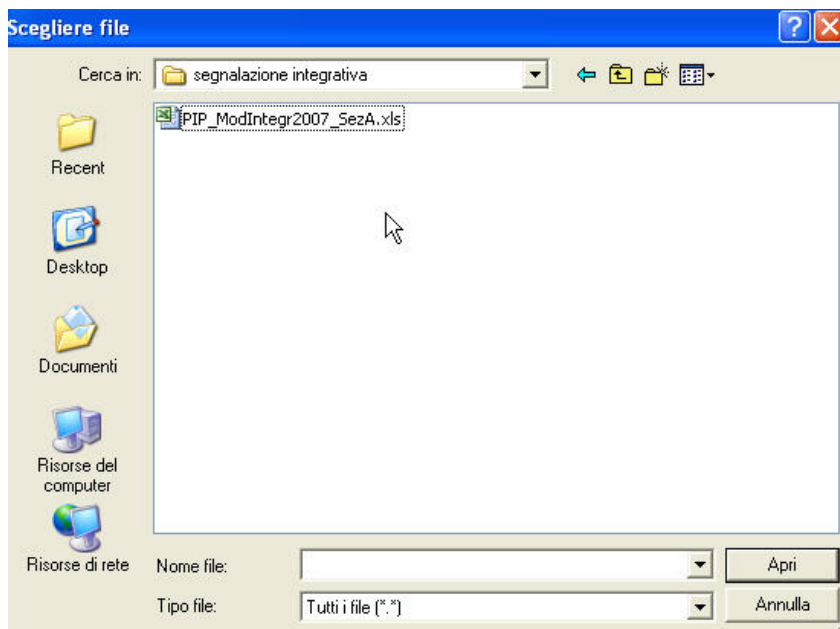 Scegliere file
Cerca in: segnalazione integrativa
PIP_ModIntegr2007_SezA.xls
Recent
Desktop
Documenti
Risorse del
computer
Risorse di rete
Nome file:
Apri
Tipo file: Tutti i file (*.*)
Annulla